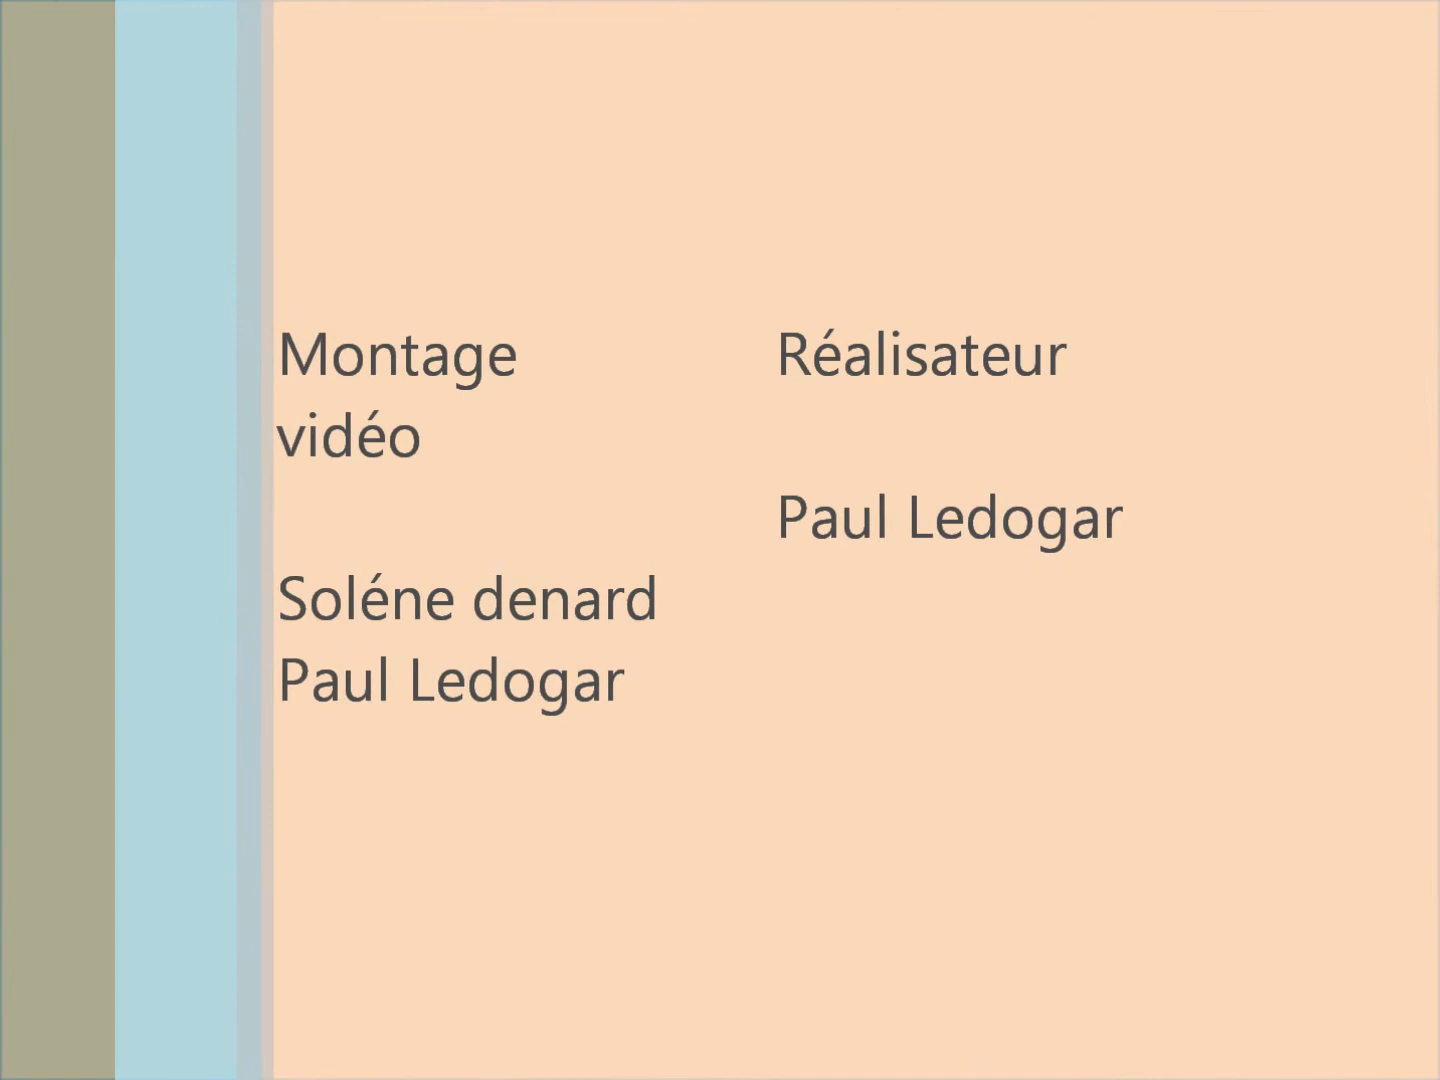 Montage
vidéo
Soléne denard
Paul Ledogar
Réalisateur
Paul Ledogar